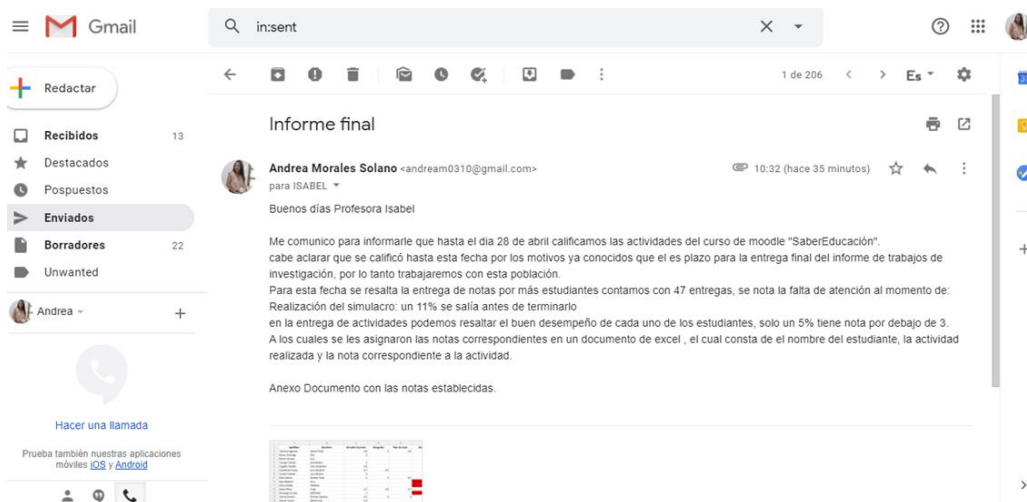 Gmail
in:sent
Redactar
1 de 206
Es
Recibidos 13
Destacados
Pospuestos
Enviados
Borradores 22
Unwanted
Andrea
Hacer una llamada
Prueba también nuestras aplicaciones
móviles iOS y Android
Informe final
Andrea Morales Solano <andream0310@gmail.com>
10:32 (hace 35 minutos)
para ISABEL
Buenos días Profesora Isabel
Me comunico para informarle que hasta el dia 28 de abril calificamos las actividades del curso de moodle "SaberEducación".
cabe aclarar que se calificó hasta esta fecha por los motivos ya conocidos que el es plazo para la entrega final del informe de trabajos de
investigación, por lo tanto trabajaremos con esta población.
Para esta fecha se resalta la entrega de notas por más estudiantes contamos con 47 entregas, se nota la falta de atención al momento de:
Realización del simulacro: un 11% se salía antes de terminarlo
en la entrega de actividades podemos resaltar el buen desempeño de cada uno de los estudiantes, solo un 5% tiene nota por debajo de 3.
A los cuales se les asignaron las notas correspondientes en un documento de excel , el cual consta de el nombre del estudiante, la actividad
realizada y la nota correspondiente a la actividad.
Anexo Documento con las notas establecidas.